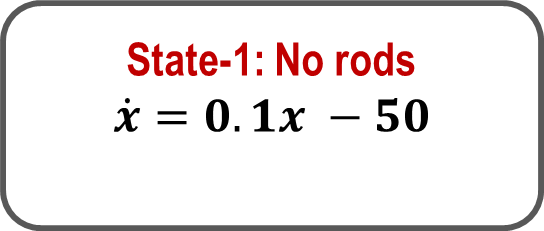 State-1: No rods
ẋ = 0.1x − 50